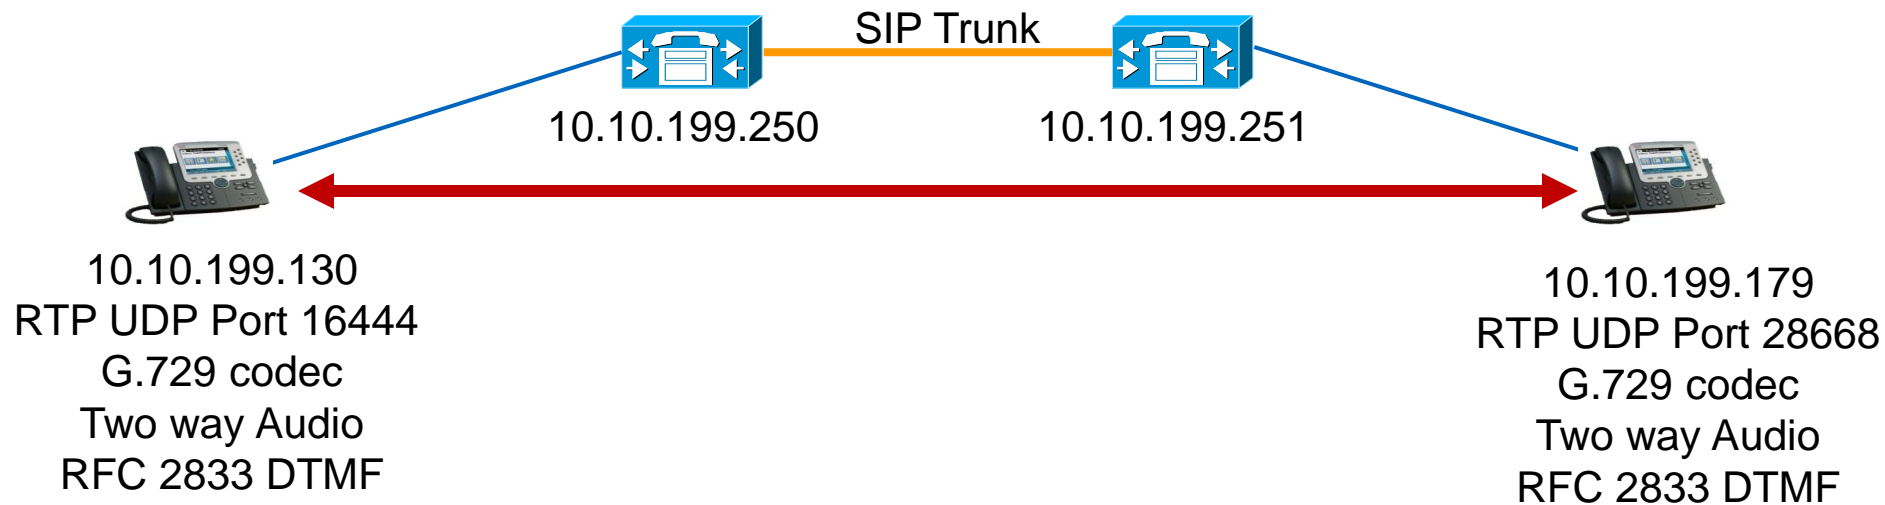 SIP Trunk
10.10.199.250
10.10.199.251
10.10.199.130
RTP UDP Port 16444
G.729 codec
Two way Audio
RFC 2833 DTMF
10.10.199.179
RTP UDP Port 28668
G.729 codec
Two way Audio
RFC 2833 DTMF